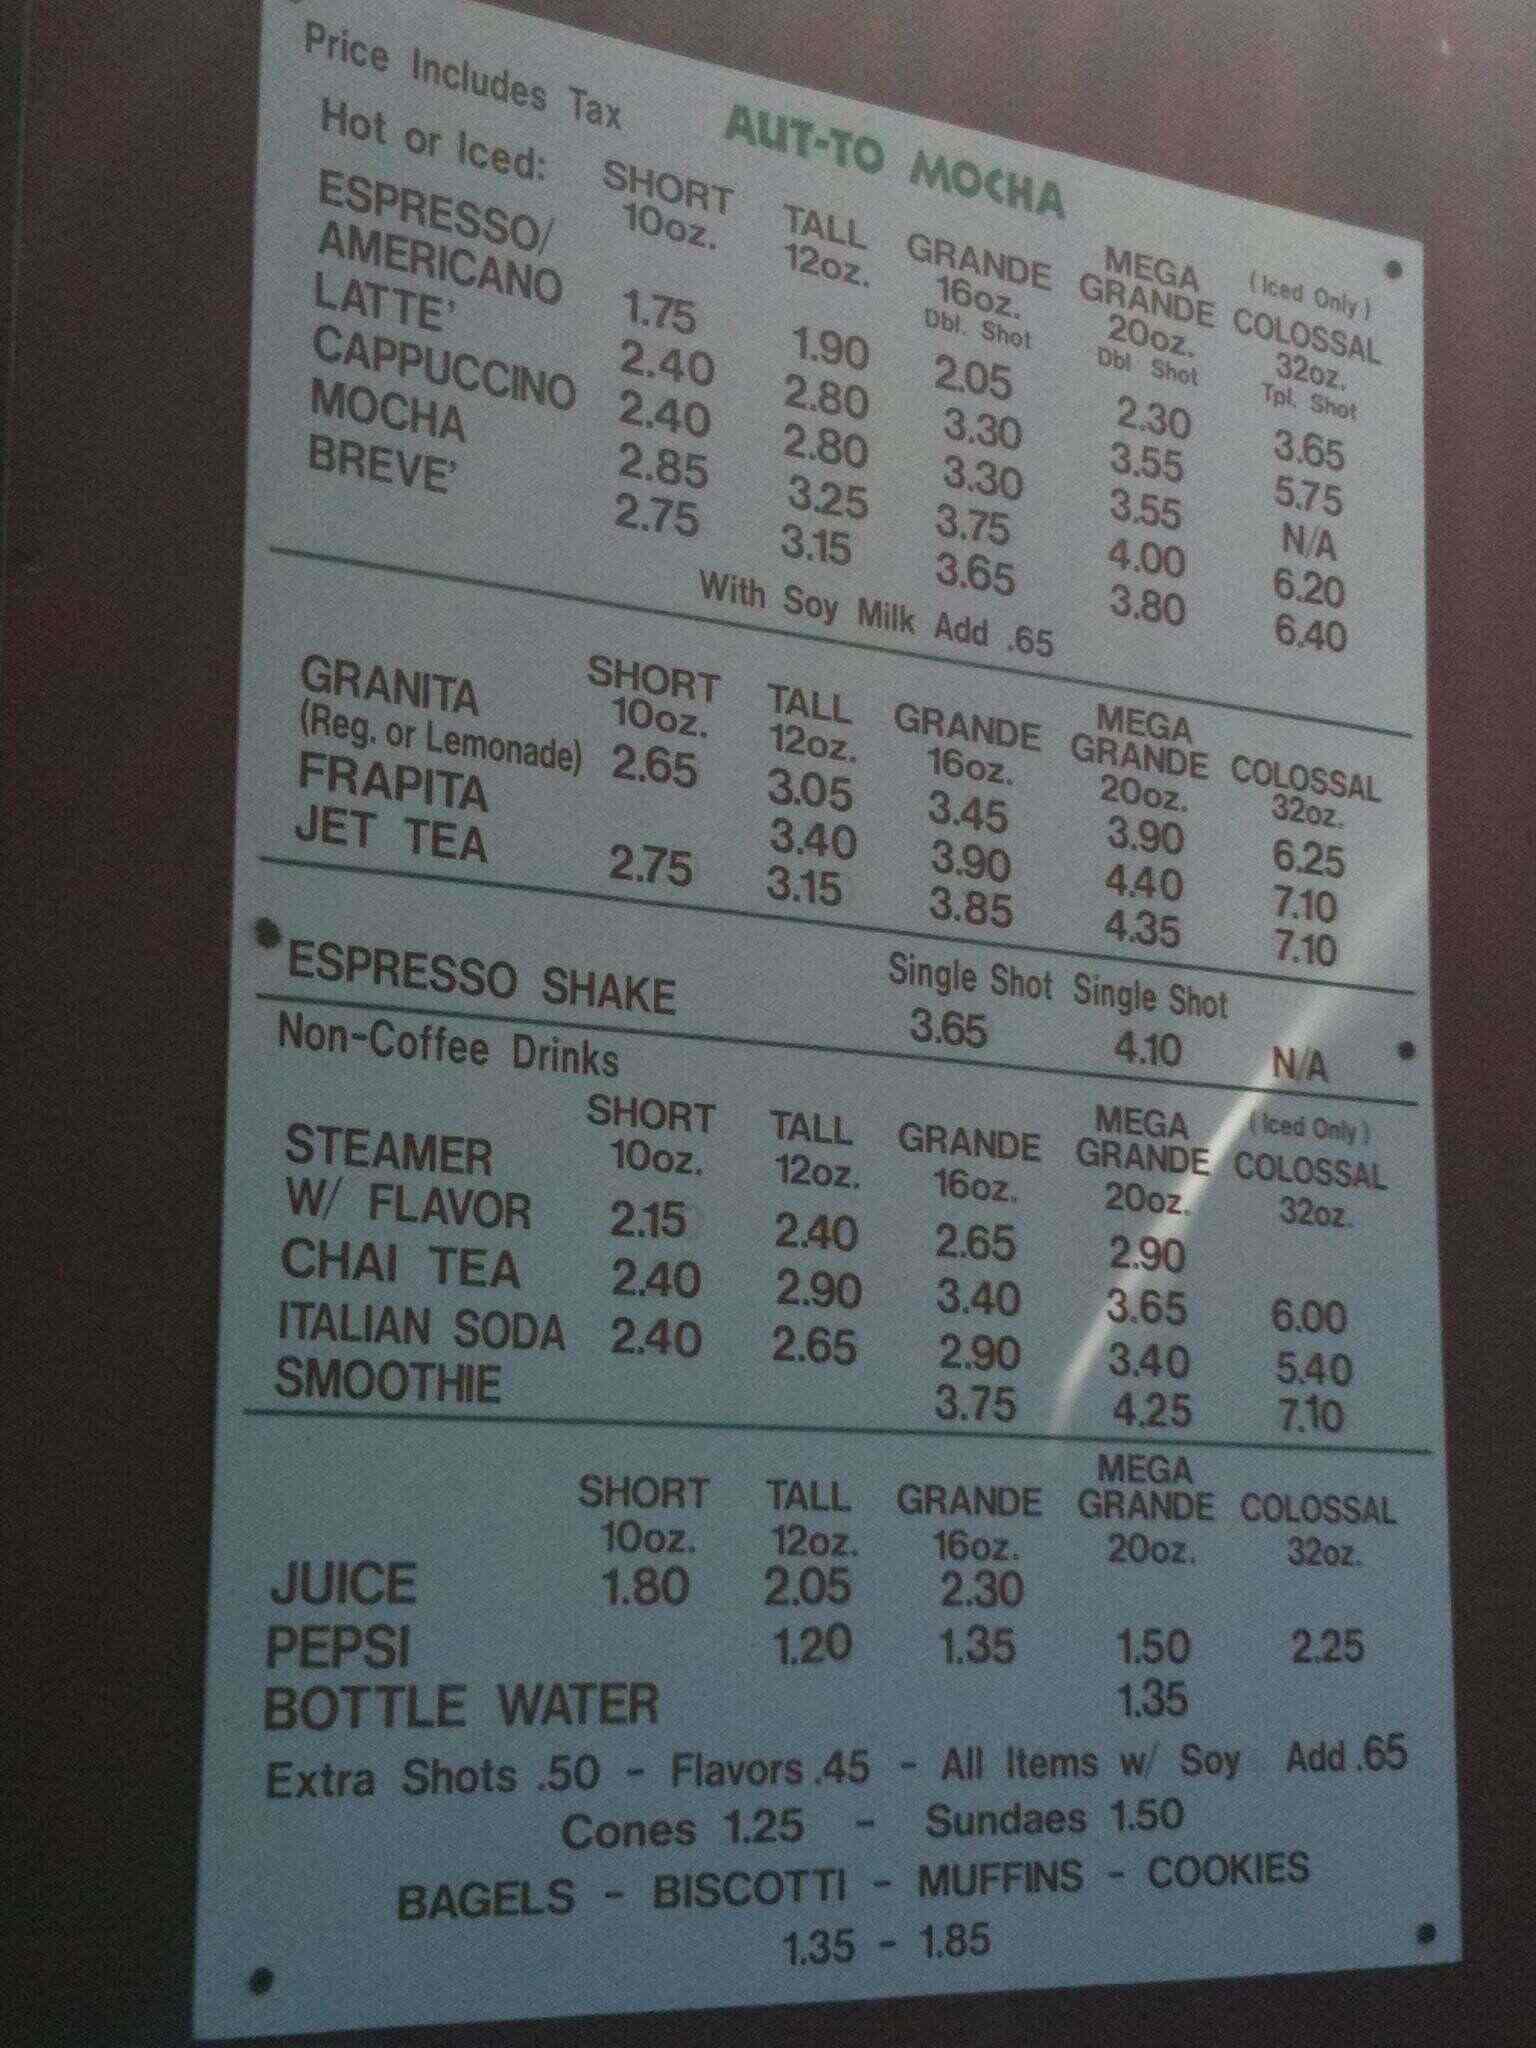 Price Includes Tax
AUT-TO MOCHA
Hot or Iced: SHORT 10oz. TALL 12oz. GRANDE 16oz. Dbl. Shot MEGA GRANDE 20oz. Dbl Shot (Iced Only) COLOSSAL 32oz. Tpl. Shot
ESPRESSO/
AMERICANO 1.75 1.90 2.05 2.30 3.65
LATTE' 2.40 2.80 3.30 3.55 5.75
CAPPUCCINO 2.40 2.80 3.30 3.55 N/A
MOCHA 2.85 3.25 3.75 4.00 6.20
BREVE' 2.75 3.15 3.65 3.80 6.40
With Soy Milk Add .65
SHORT 10oz. TALL 12oz. GRANDE 16oz. MEGA GRANDE 20oz. COLOSSAL 32oz.
GRANITA
(Reg. or Lemonade) 2.65 3.05 3.45 3.90 6.25
FRAPITA 3.40 3.90 4.40 7.10
JET TEA 2.75 3.15 3.85 4.35 7.10
Single Shot Single Shot
ESPRESSO SHAKE 3.65 4.10 N/A
Non-Coffee Drinks
SHORT 10oz. TALL 12oz. GRANDE 16oz. MEGA GRANDE 20oz. (Iced Only) COLOSSAL 32oz.
STEAMER
W/ FLAVOR 2.15 2.40 2.65 2.90
CHAI TEA 2.40 2.90 3.40 3.65 6.00
ITALIAN SODA 2.40 2.65 2.90 3.40 5.40
SMOOTHIE 3.75 4.25 7.10
SHORT 10oz. TALL 12oz. GRANDE 16oz. MEGA GRANDE 20oz. COLOSSAL 32oz.
JUICE 1.80 2.05 2.30
PEPSI 1.20 1.35 1.50 2.25
BOTTLE WATER 1.35
Extra Shots .50 - Flavors .45 - All Items w/ Soy Add .65
Cones 1.25 - Sundaes 1.50
BAGELS - BISCOTTI - MUFFINS - COOKIES
1.35 - 1.85